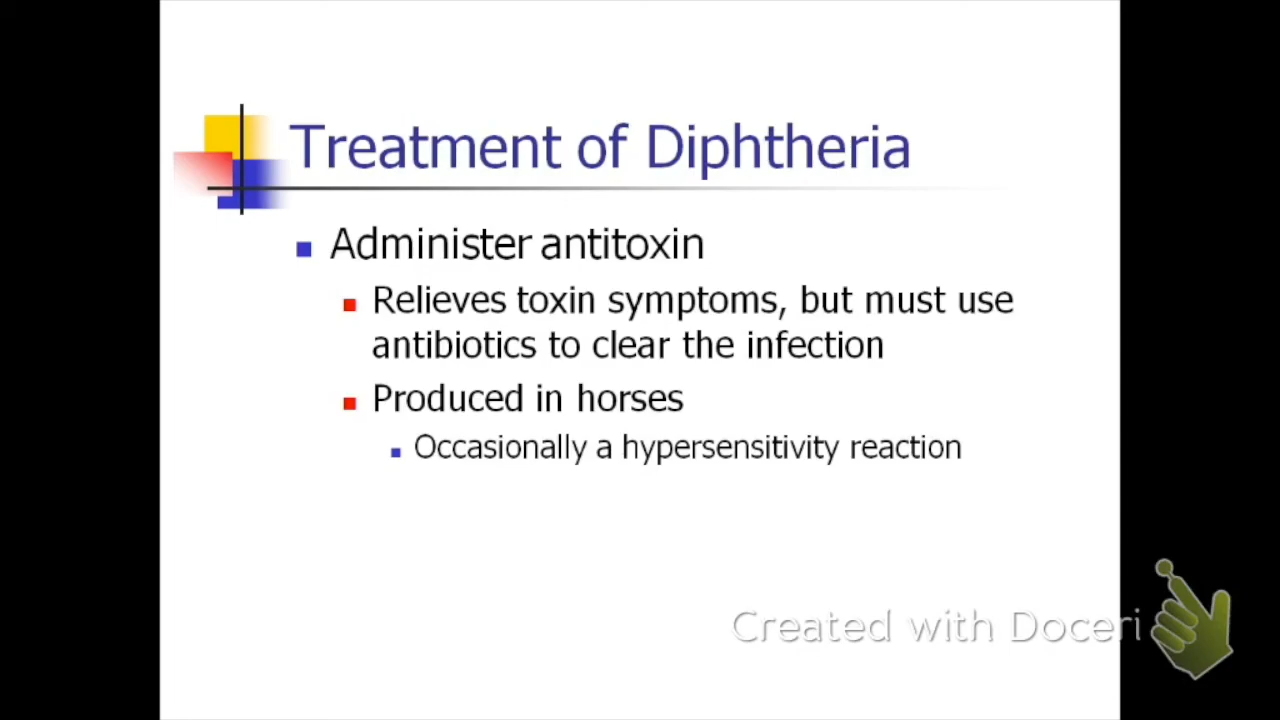 Treatment of Diphtheria
Administer antitoxin
Relieves toxin symptoms, but must use
antibiotics to clear the infection
Produced in horses
Occasionally a hypersensitivity reaction
Created with Doceri